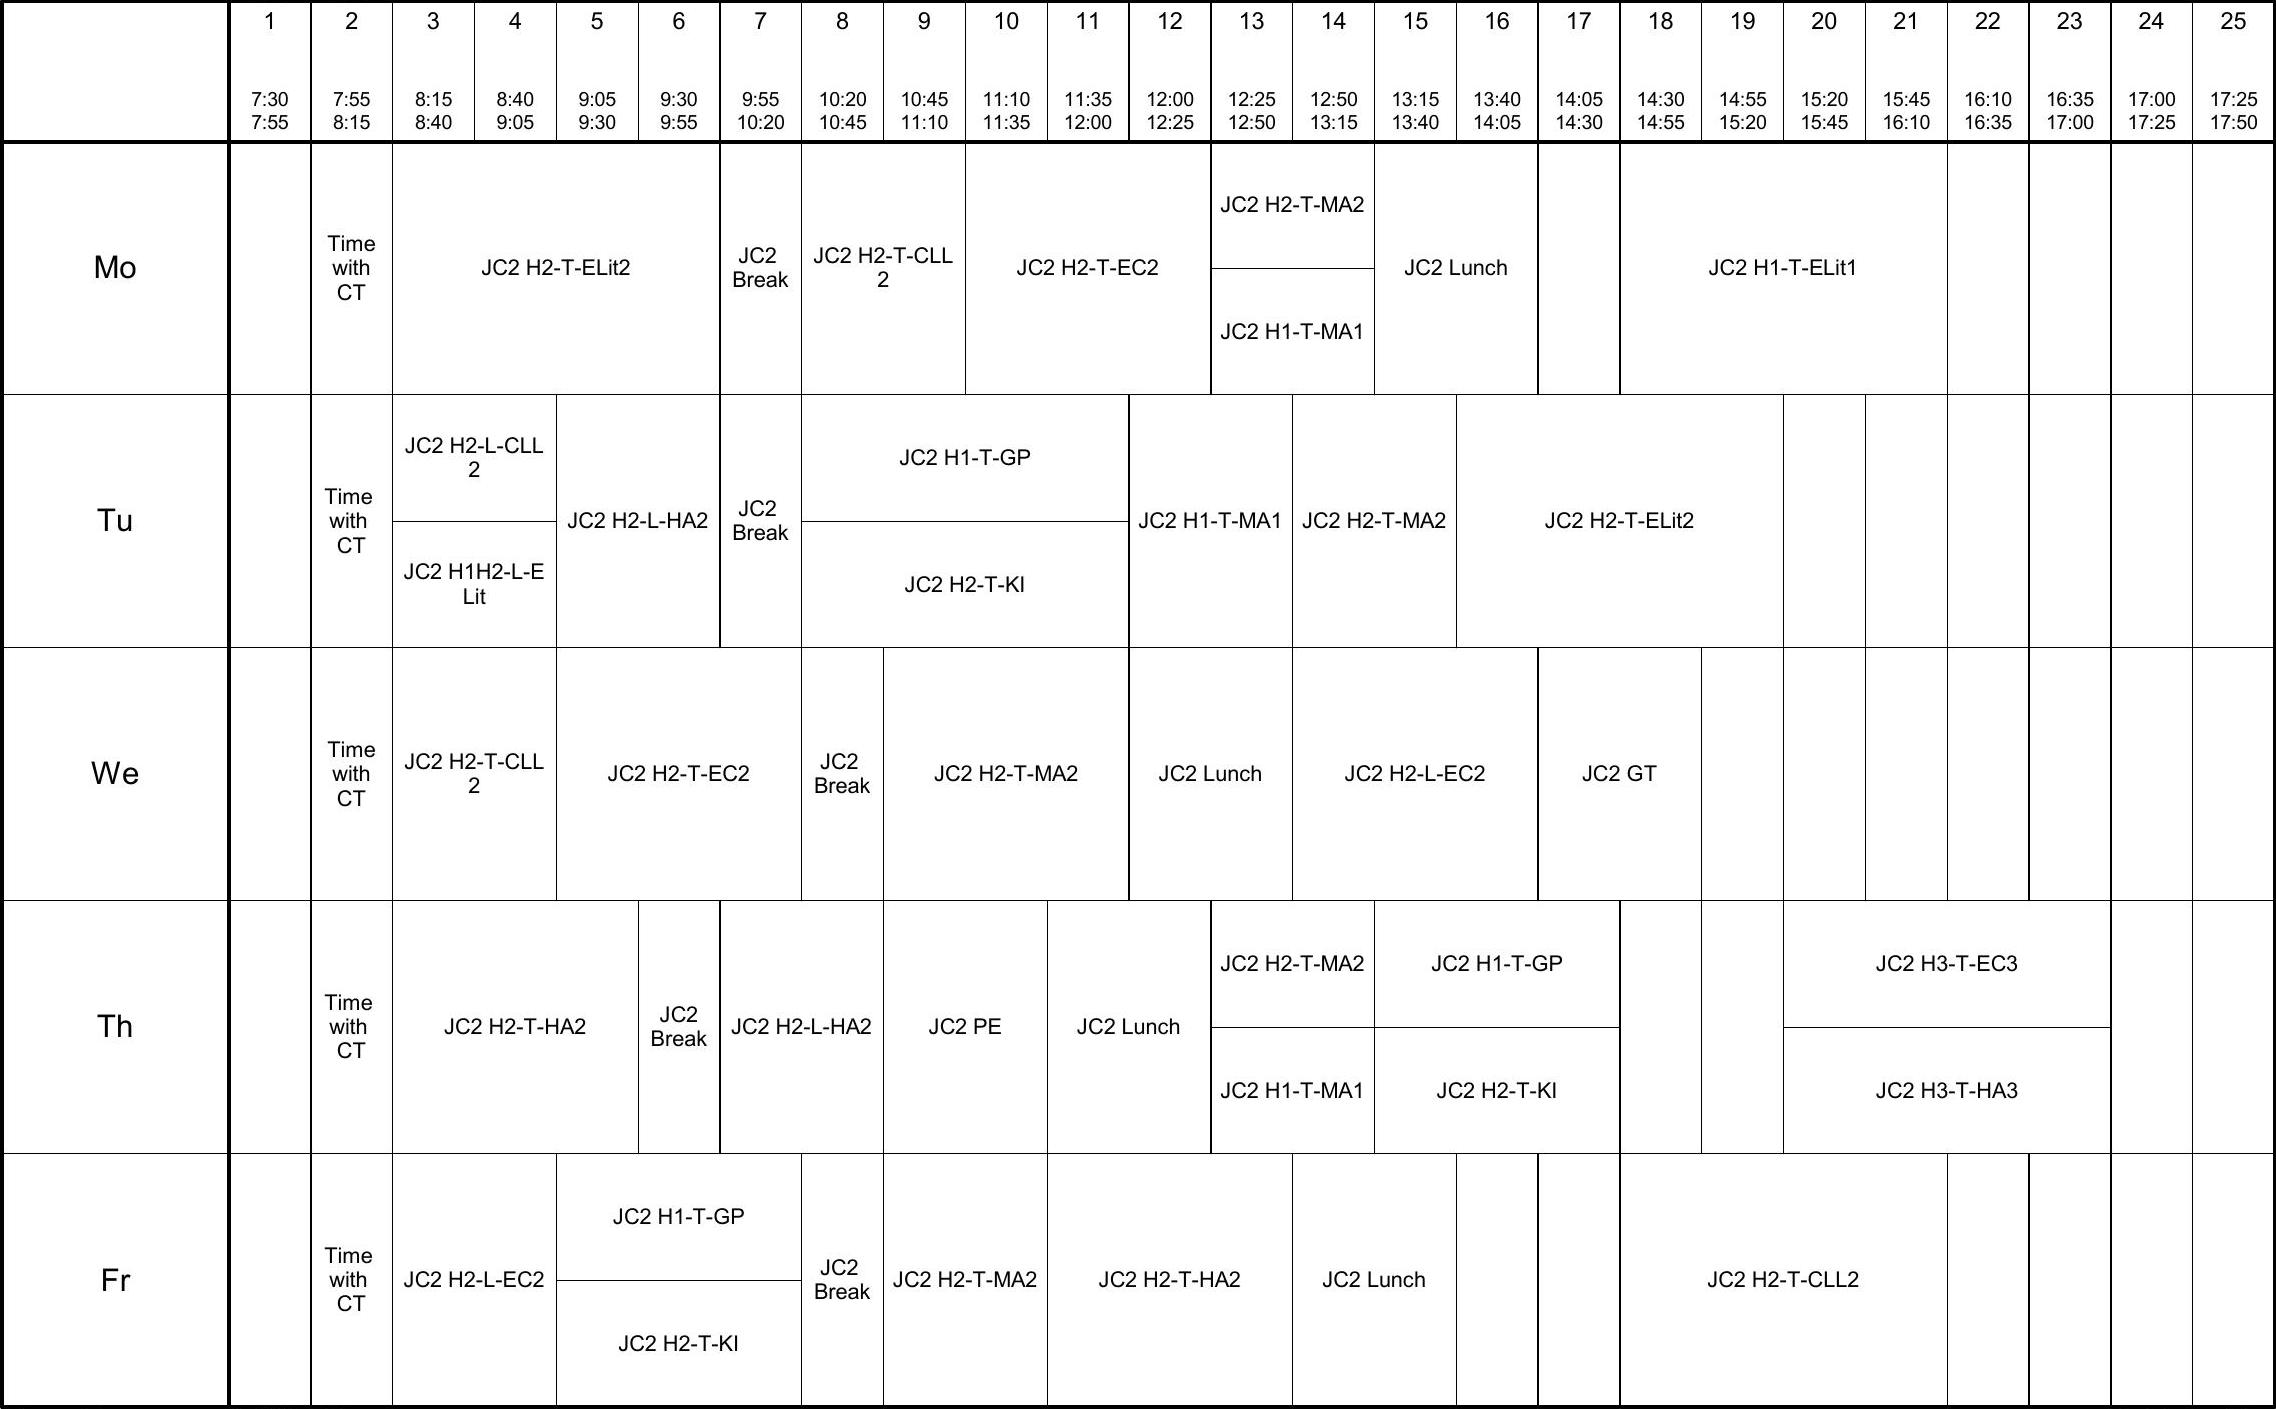 1 2 3 4 5 6 7 8 9 10 11 12 13 14 15 16 17 18 19 20 21 22 23 24 25
7:30 7:55 8:15 8:40 9:05 9:30 9:55 10:20 10:45 11:10 11:35 12:00 12:25 12:50 13:15 13:40 14:05 14:30 14:55 15:20 15:45 16:10 16:35 17:00 17:25
7:55 8:15 8:40 9:05 9:30 9:55 10:20 10:45 11:10 11:35 12:00 12:25 12:50 13:15 13:40 14:05 14:30 14:55 15:20 15:45 16:10 16:35 17:00 17:25 17:50
Mo
Time
with
CT
JC2 H2-T-ELit2
JC2
Break
JC2 H2-T-CLL
2
JC2 H2-T-EC2
JC2 H2-T-MA2
JC2 H1-T-MA1
JC2 Lunch
JC2 H1-T-ELit1
Tu
Time
with
CT
JC2 H2-L-CLL
2
JC2 H1H2-L-E
Lit
JC2 H2-L-HA2
JC2
Break
JC2 H1-T-GP
JC2 H2-T-KI
JC2 H1-T-MA1
JC2 H2-T-MA2
JC2 H2-T-ELit2
We
Time
with
CT
JC2 H2-T-CLL
2
JC2 H2-T-EC2
JC2
Break
JC2 H2-T-MA2
JC2 Lunch
JC2 H2-L-EC2
JC2 GT
Th
Time
with
CT
JC2 H2-T-HA2
JC2
Break
JC2 H2-L-HA2
JC2 PE
JC2 Lunch
JC2 H2-T-MA2
JC2 H1-T-MA1
JC2 H1-T-GP
JC2 H2-T-KI
JC2 H3-T-EC3
JC2 H3-T-HA3
Fr
Time
with
CT
JC2 H2-L-EC2
JC2 H1-T-GP
JC2 H2-T-KI
JC2
Break
JC2 H2-T-MA2
JC2 H2-T-HA2
JC2 Lunch
JC2 H2-T-CLL2